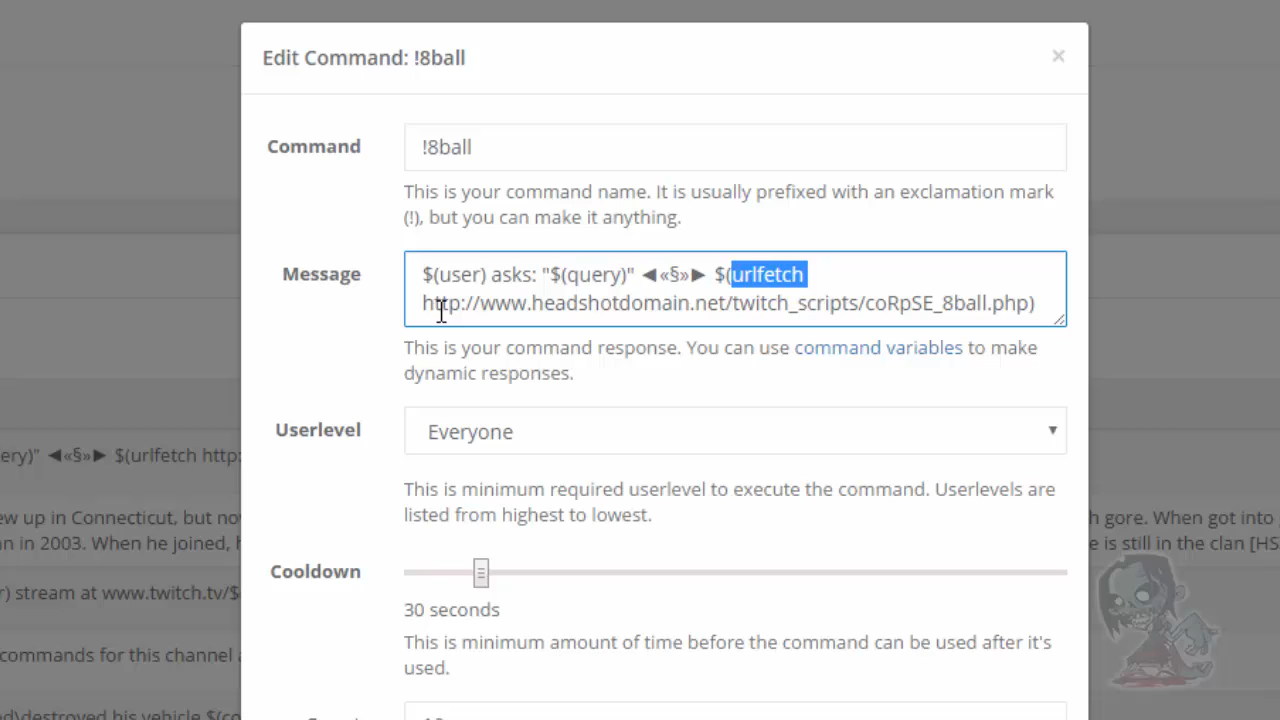 Edit Command: !8ball
×
Command
!8ball
This is your command name. It is usually prefixed with an exclamation mark
(!), but you can make it anything.
Message
$(user) asks: "$(query)" ◄«§»► $(urlfetch
http://www.headshotdomain.net/twitch_scripts/coRpSE_8ball.php)
This is your command response. You can use command variables to make
dynamic responses.
Userlevel
Everyone
This is minimum required userlevel to execute the command. Userlevels are
listed from highest to lowest.
ery)" ◄«§»► $(urlfetch http:
ew up in Connecticut, but no
h gore. When got into
n in 2003. When he joined,
e is still in the clan [HS
Cooldown
30 seconds
r) stream at www.twitch.tv/$
This is minimum amount of time before the command can be used after it's
used.
commands for this channel
ed)destroyed his vehicle $(co